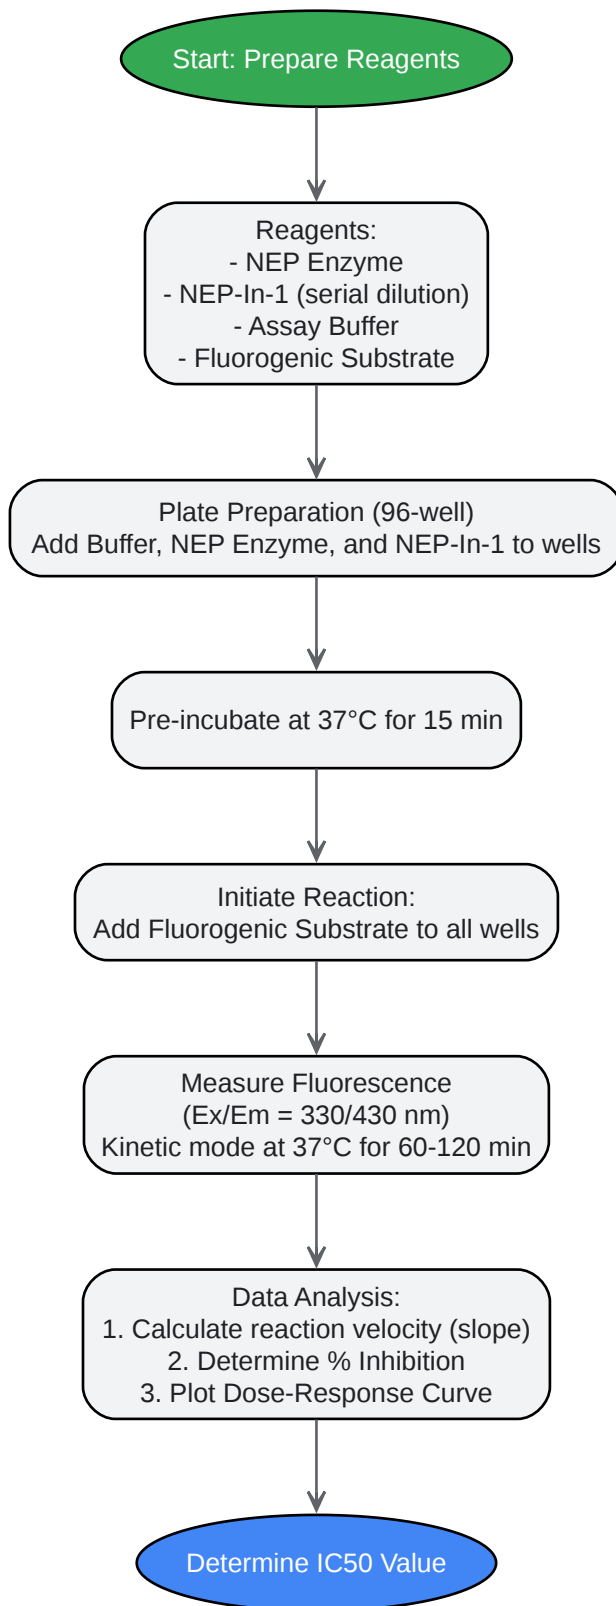 Start: Prepare Reagents
Reagents:
- NEP Enzyme
- NEP-In-1 (serial dilution)
- Assay Buffer
- Fluorogenic Substrate
Plate Preparation (96-well)
Add Buffer, NEP Enzyme, and NEP-In-1 to wells
Pre-incubate at 37°C for 15 min
Initiate Reaction:
Add Fluorogenic Substrate to all wells
Measure Fluorescence
(Ex/Em = 330/430 nm)
Kinetic mode at 37°C for 60-120 min
Data Analysis:
1. Calculate reaction velocity (slope)
2. Determine % Inhibition
3. Plot Dose-Response Curve
Determine IC50 Value